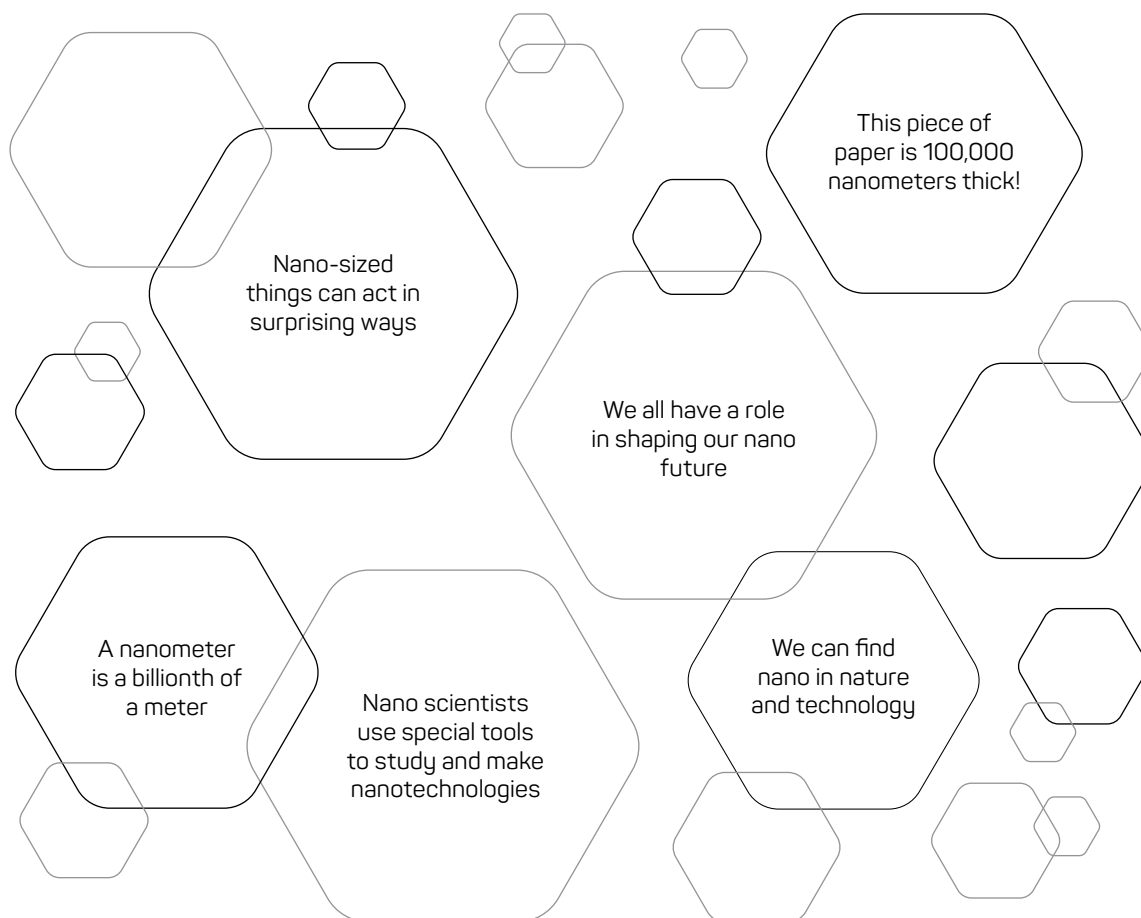 This piece of
paper is 100,000
nanometers thick!
Nano-sized
things can act in
surprising ways
We all have a role
in shaping our nano
future
A nanometer
is a billionth of
a meter
Nano scientists
use special tools
to study and make
nanotechnologies
We can find
nano in nature
and technology